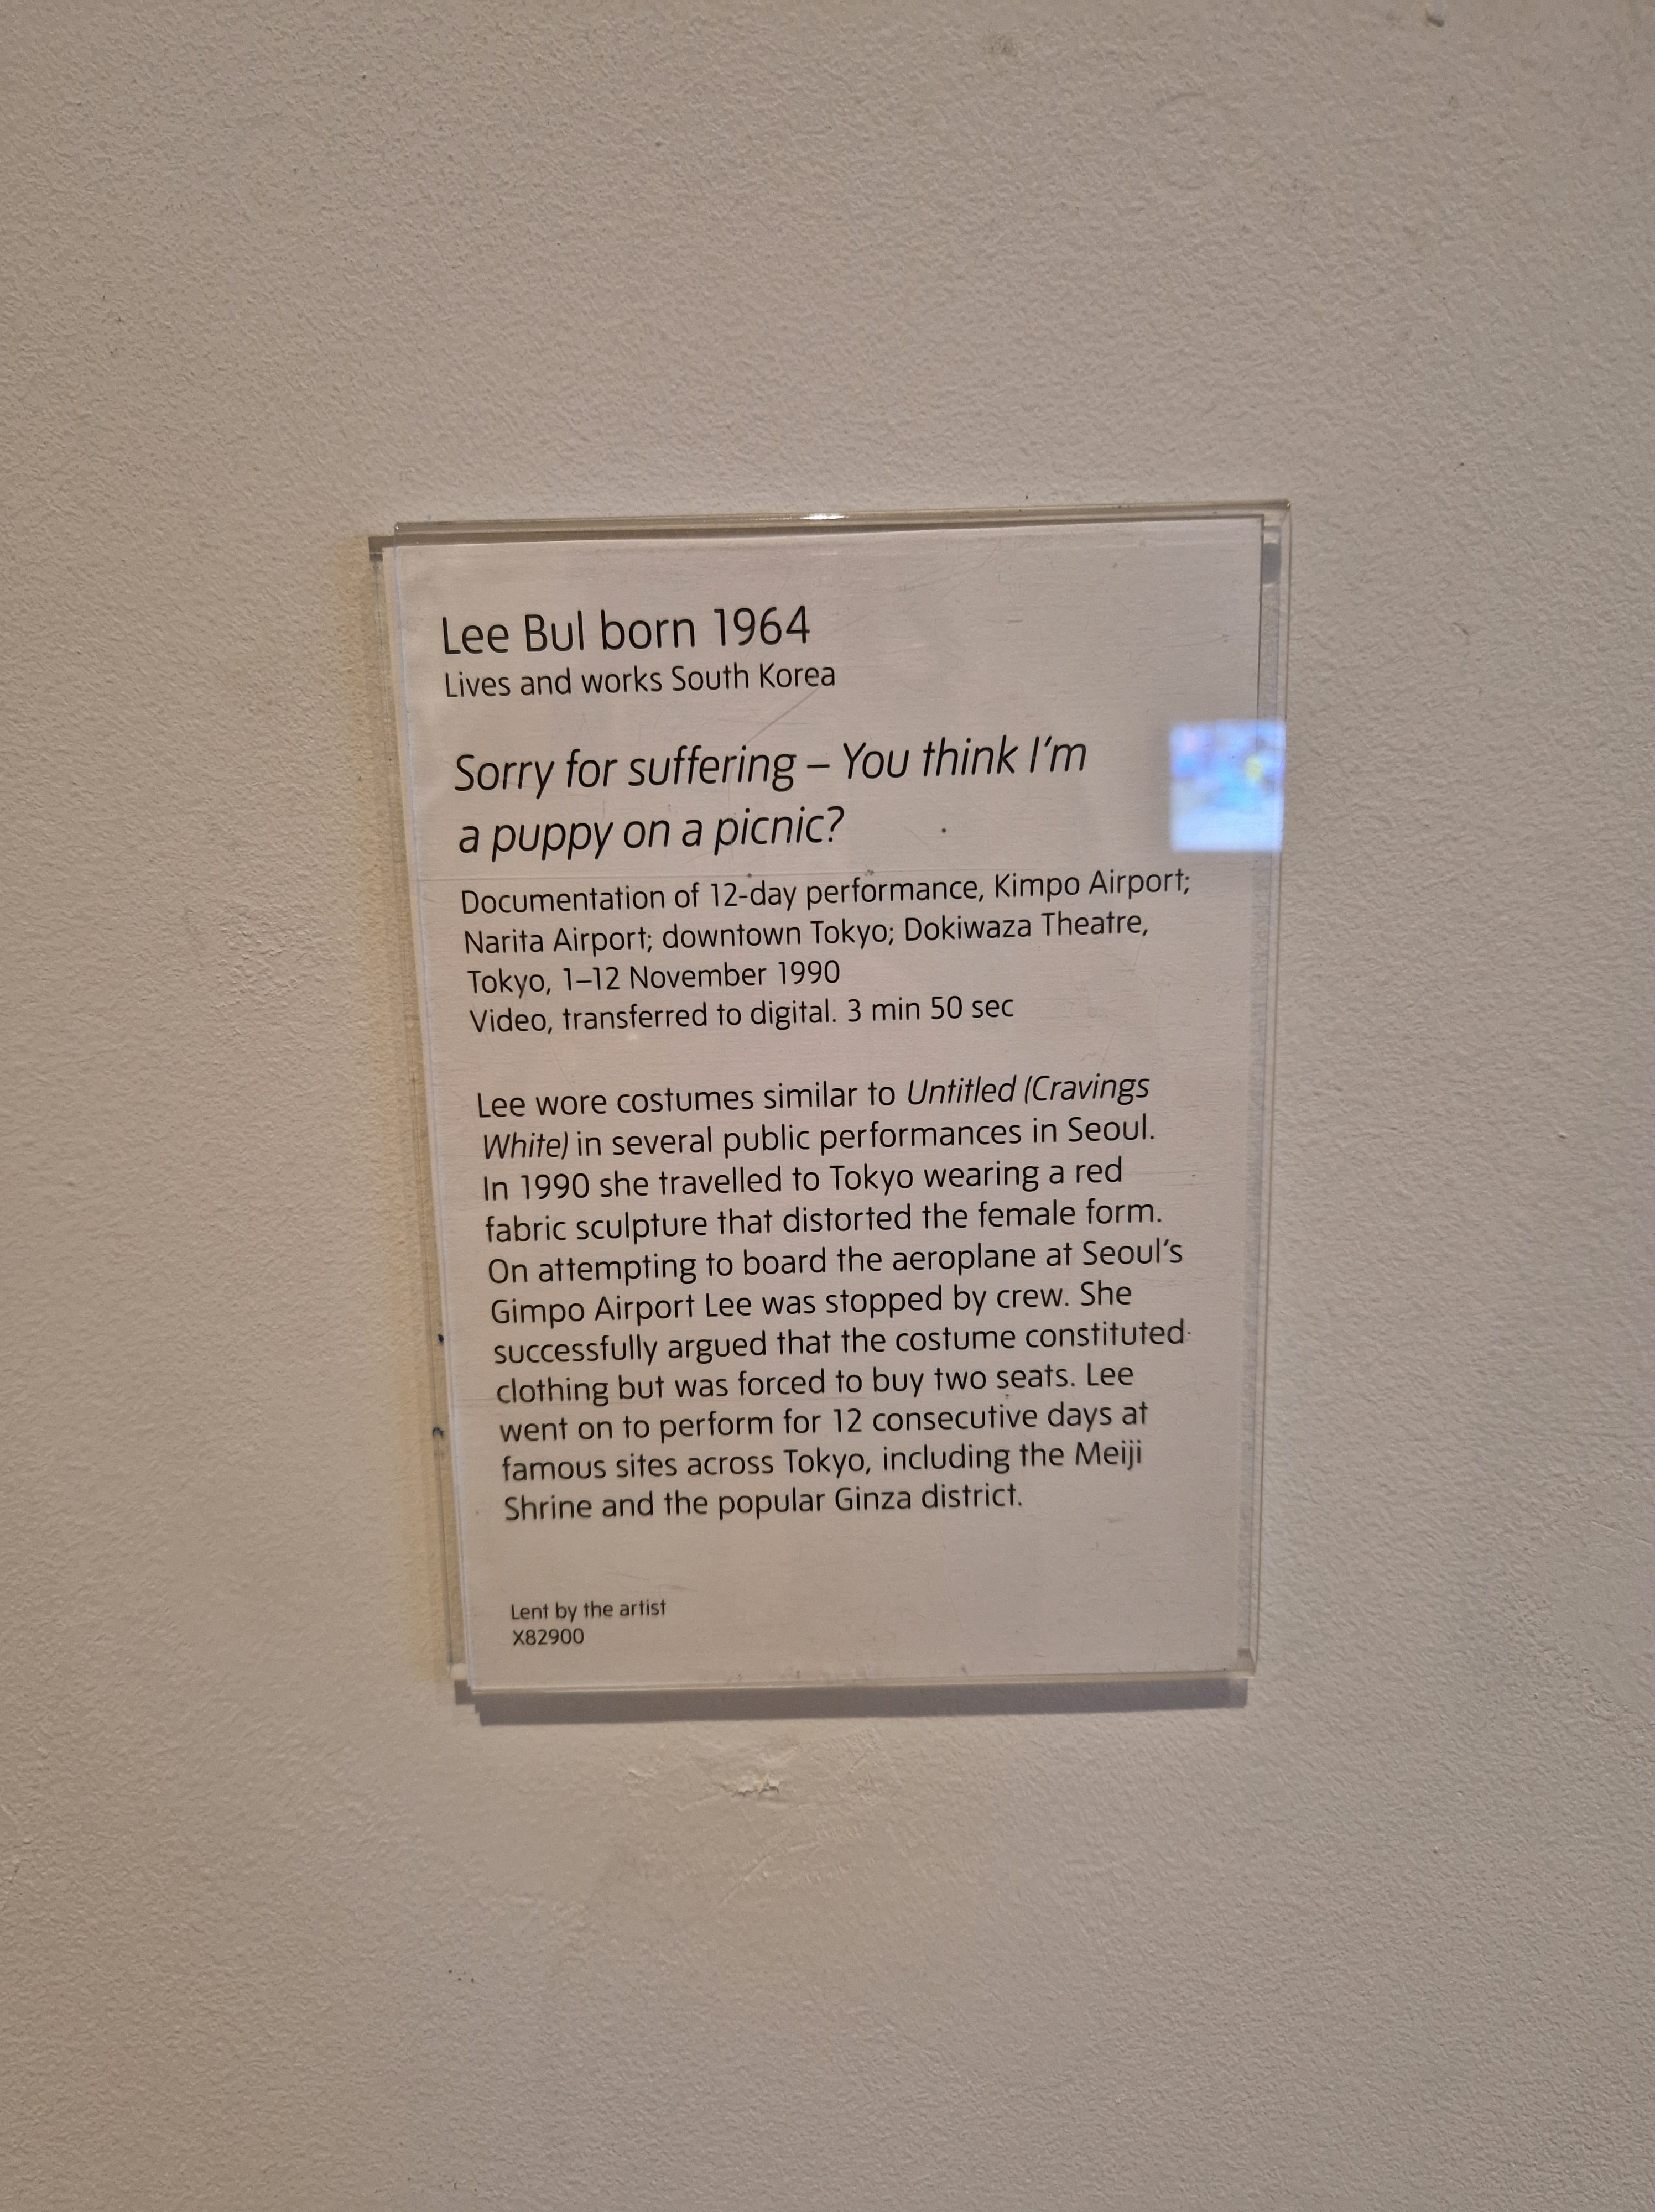 Lee Bul born 1964
Lives and works South Korea
Sorry for suffering – You think I'm
a puppy on a picnic?
Documentation of 12-day performance, Kimpo Airport;
Narita Airport; downtown Tokyo; Dokiwaza Theatre,
Tokyo, 1–12 November 1990
Video, transferred to digital. 3 min 50 sec
Lee wore costumes similar to Untitled (Cravings
White) in several public performances in Seoul.
In 1990 she travelled to Tokyo wearing a red
fabric sculpture that distorted the female form.
On attempting to board the aeroplane at Seoul's
Gimpo Airport Lee was stopped by crew. She
successfully argued that the costume constituted
clothing but was forced to buy two seats. Lee
went on to perform for 12 consecutive days at
famous sites across Tokyo, including the Meiji
Shrine and the popular Ginza district.
Lent by the artist
X82900